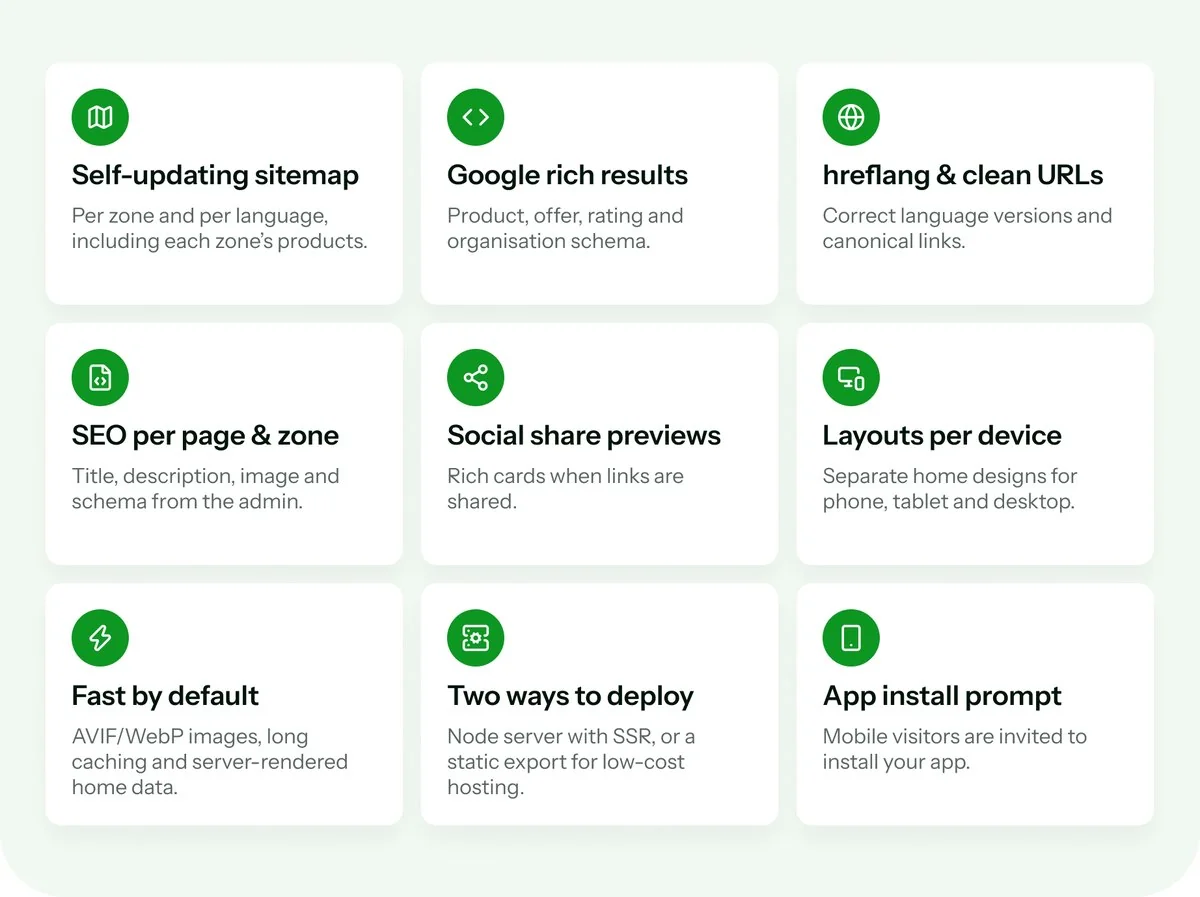 Self-updating sitemap
Per zone and per language,
including each zone’s products.
Google rich results
Product, offer, rating and
organisation schema.
hreflang & clean URLs
Correct language versions and
canonical links.
SEO per page & zone
Title, description, image and
schema from the admin.
Social share previews
Rich cards when links are
shared.
Layouts per device
Separate home designs for
phone, tablet and desktop.
Fast by default
AVIF/WebP images, long
caching and server-rendered
home data.
Two ways to deploy
Node server with SSR, or a
static export for low-cost
hosting.
App install prompt
Mobile visitors are invited to
install your app.